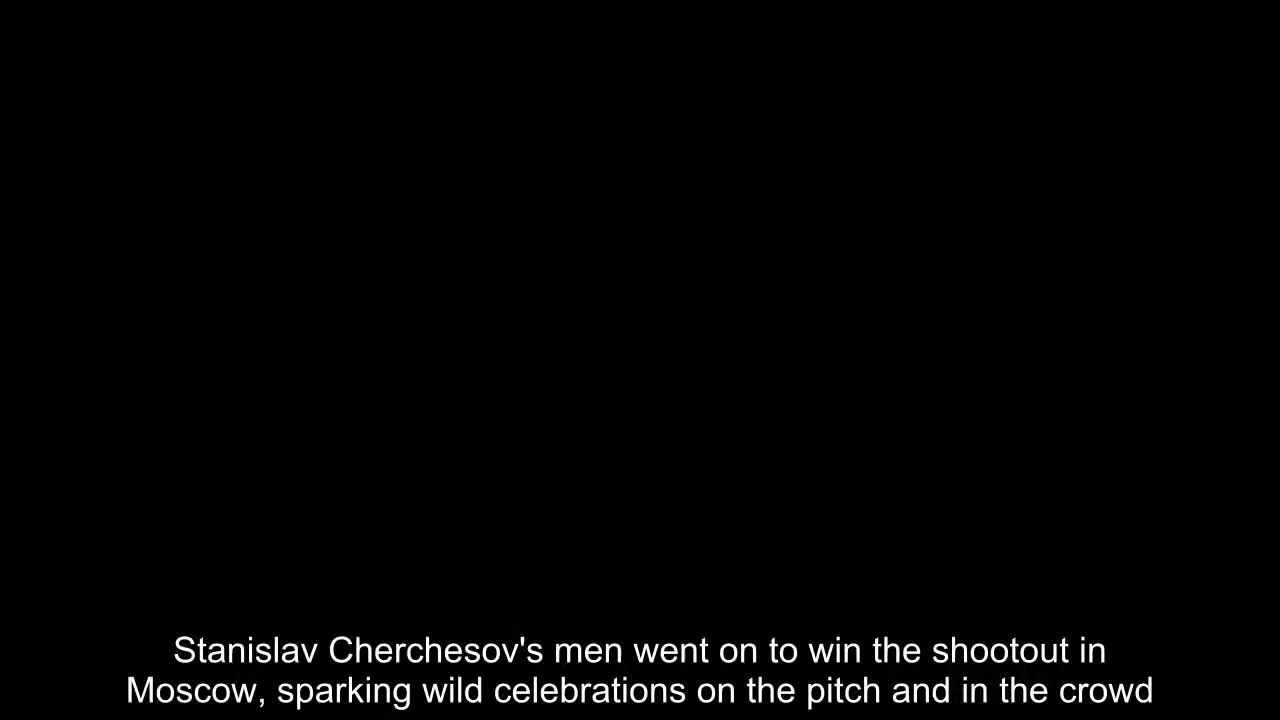 Stanislav Cherchesov's men went on to win the shootout in
Moscow, sparking wild celebrations on the pitch and in the crowd